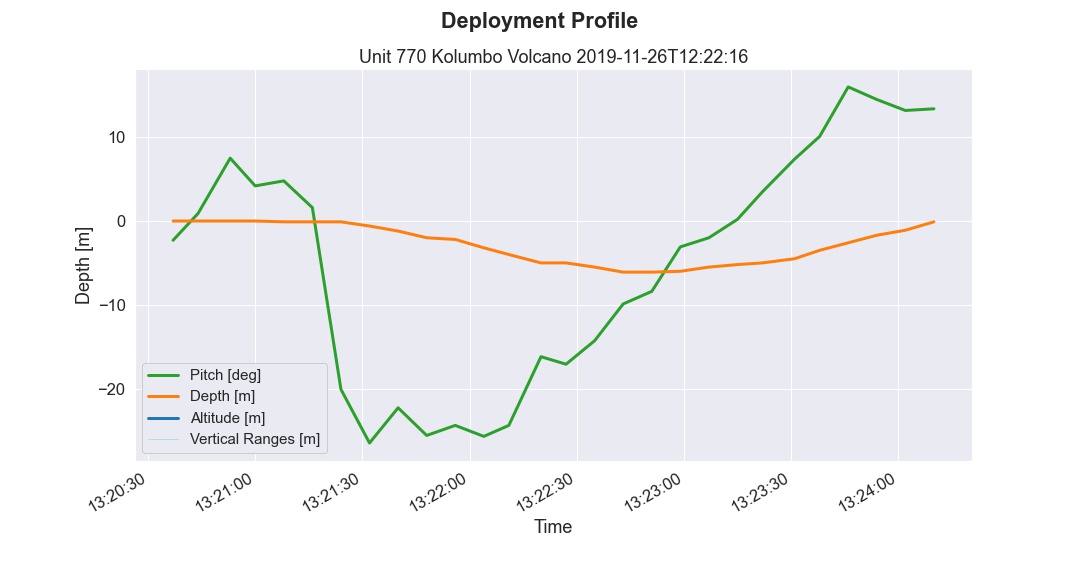 Deployment Profile
Unit 770 Kolumbo Volcano 2019-11-26T12:22:16
10
0
−10
−20
Depth [m]
Pitch [deg]
Depth [m]
Altitude [m]
Vertical Ranges [m]
13:20:30
13:21:00
13:21:30
13:22:00
13:22:30
13:23:00
13:23:30
13:24:00
Time